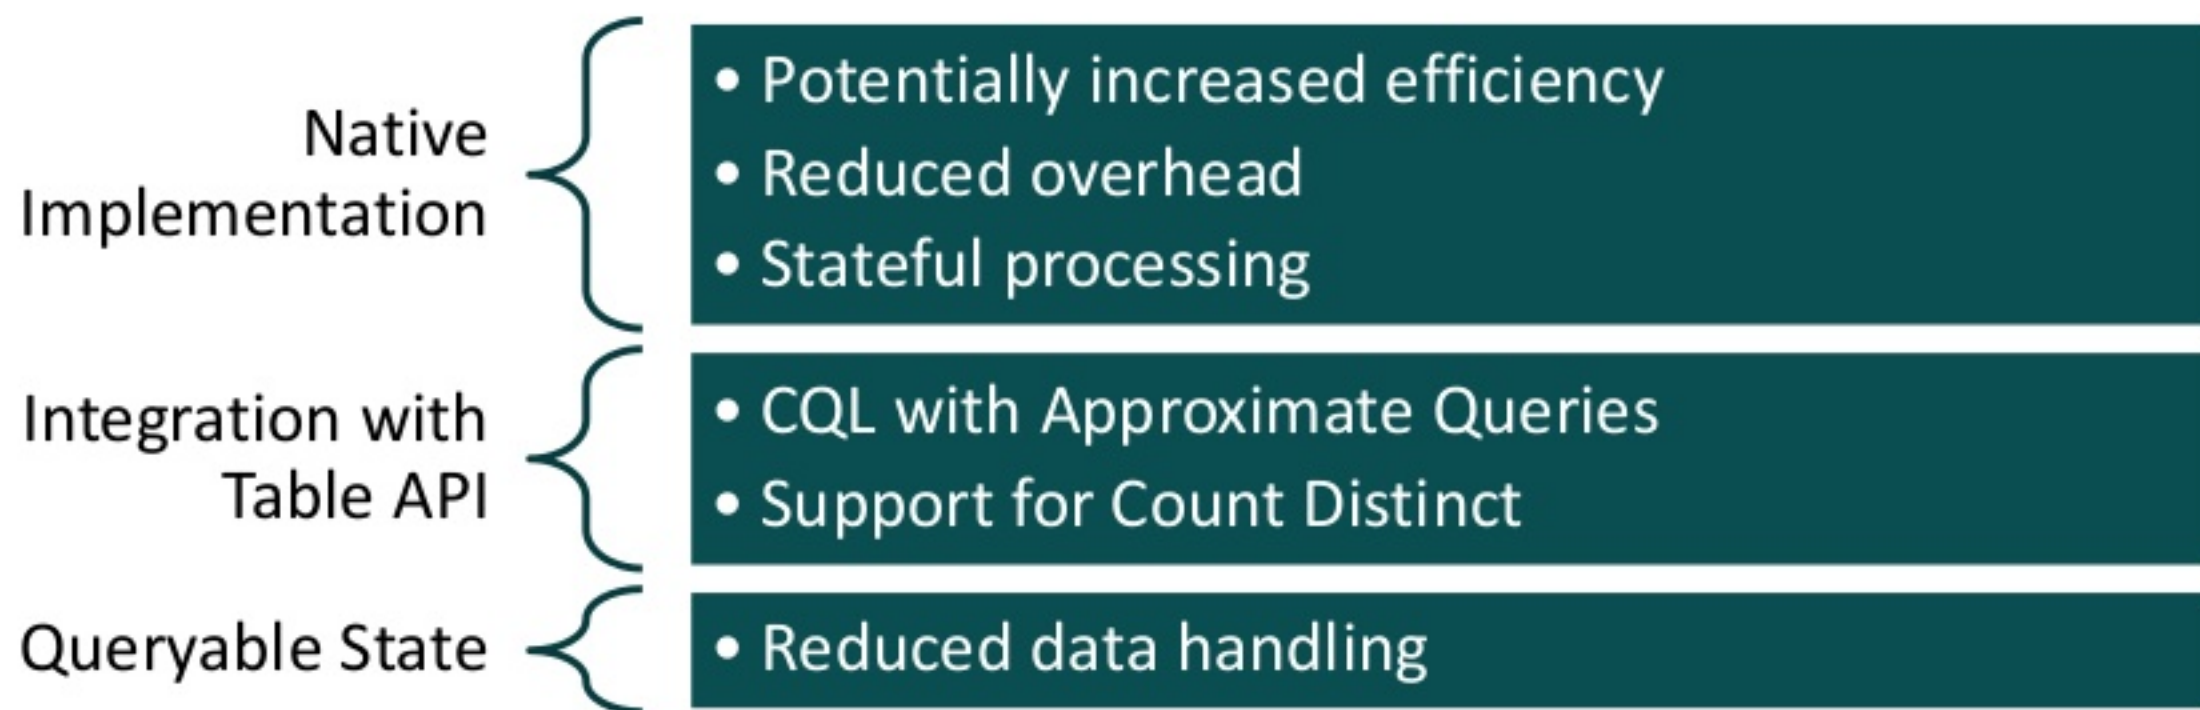 Native
Implementation
• Potentially increased efficiency
• Reduced overhead
• Stateful processing
Integration with
Table API
• CQL with Approximate Queries
• Support for Count Distinct
Queryable State
• Reduced data handling